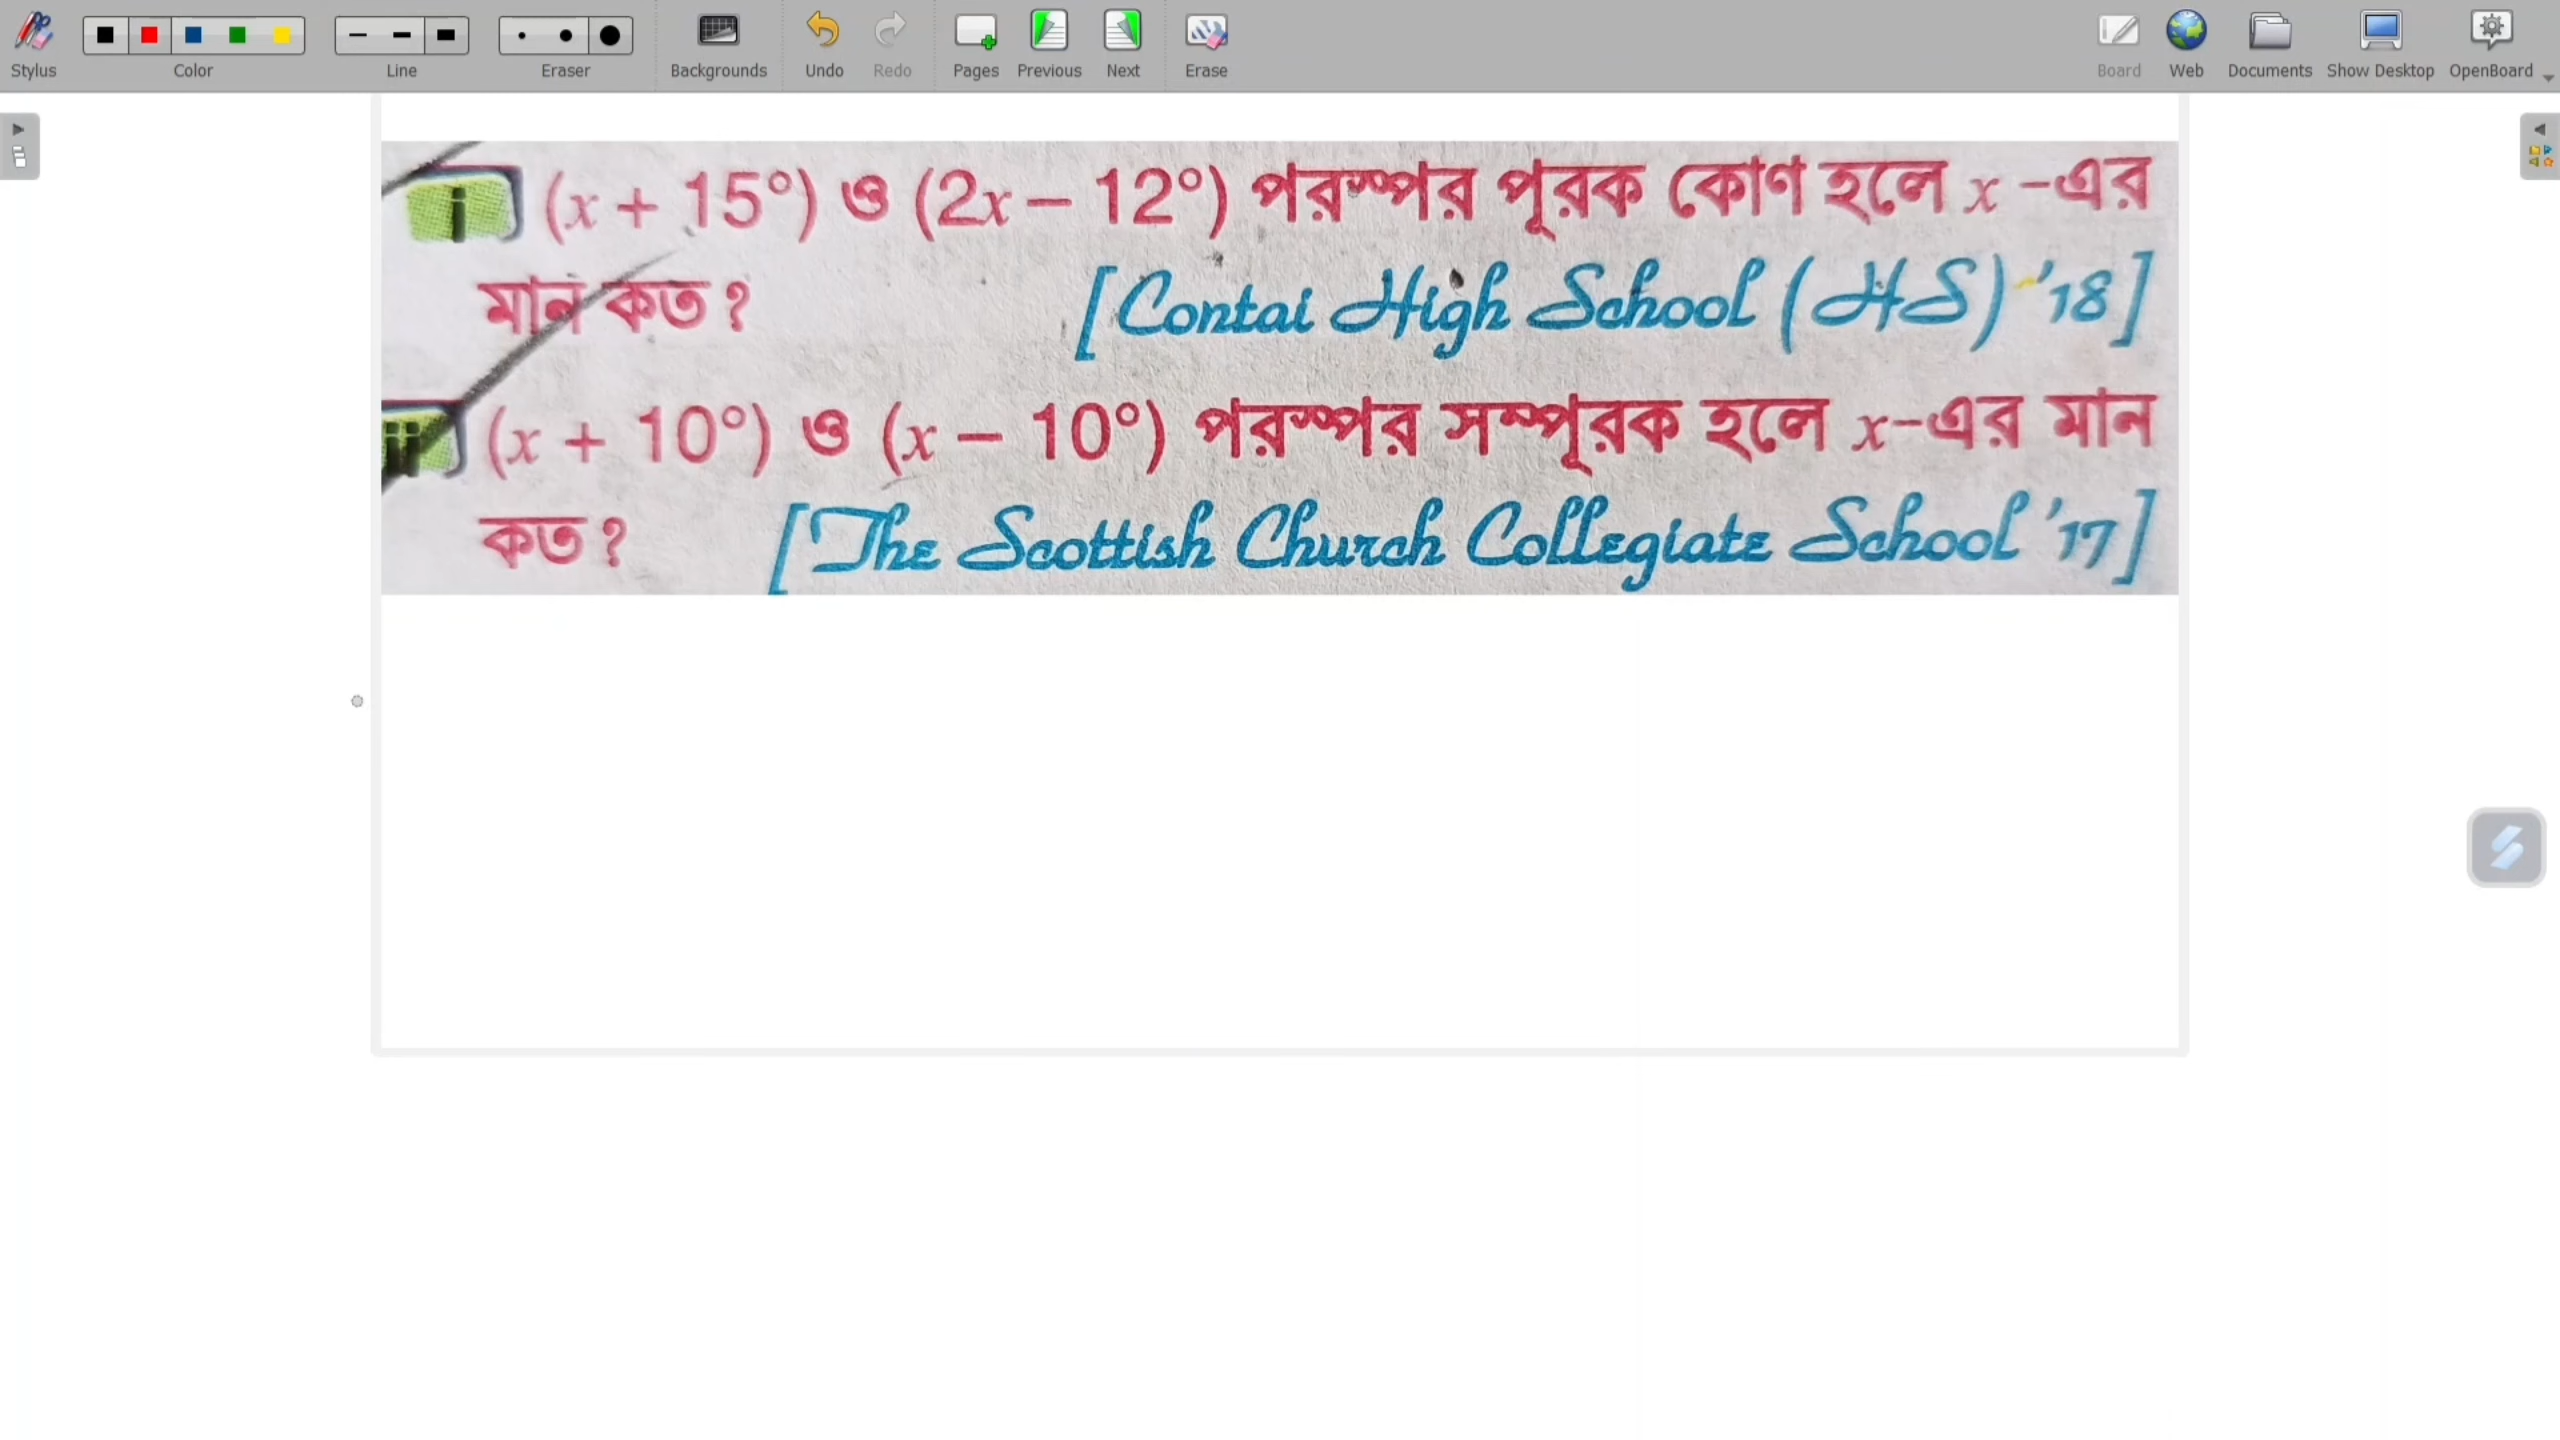 Stylus Color Line Eraser Backgrounds Undo Redo Pages Previous Next Erase Board Web Documents Show Desktop OpenBoard
i (x + 15°) ও (2x – 12°) পরস্পর পূরক কোণ হলে x -এর
মান কত ? [Contai High School (HS) '18]
ii (x + 10°) ও (x – 10°) পরস্পর সম্পূরক হলে x-এর মান
কত ? [The Scottish Church Collegiate School '17]